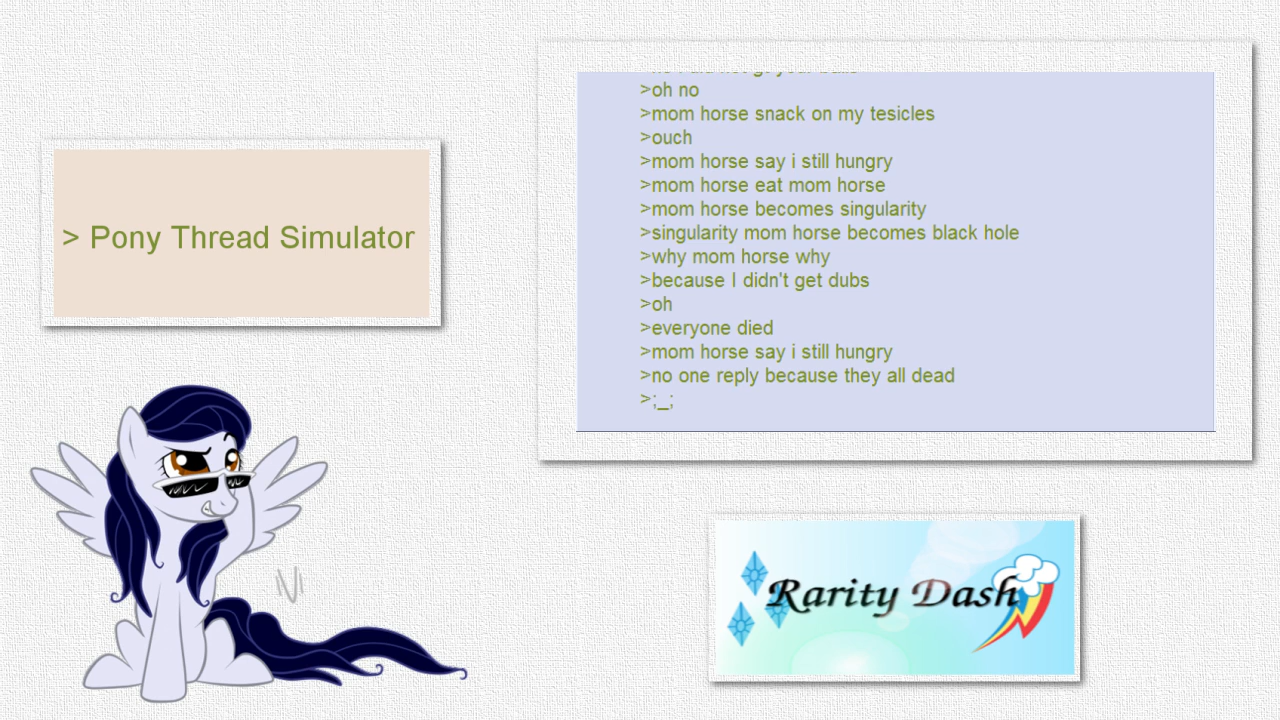 > Pony Thread Simulator
>oh no
>mom horse snack on my tesicles
>ouch
>mom horse say i still hungry
>mom horse eat mom horse
>mom horse becomes singularity
>singularity mom horse becomes black hole
>why mom horse why
>because I didn't get dubs
>oh
>everyone died
>mom horse say i still hungry
>no one reply because they all dead
>;_;
Rarity Dash